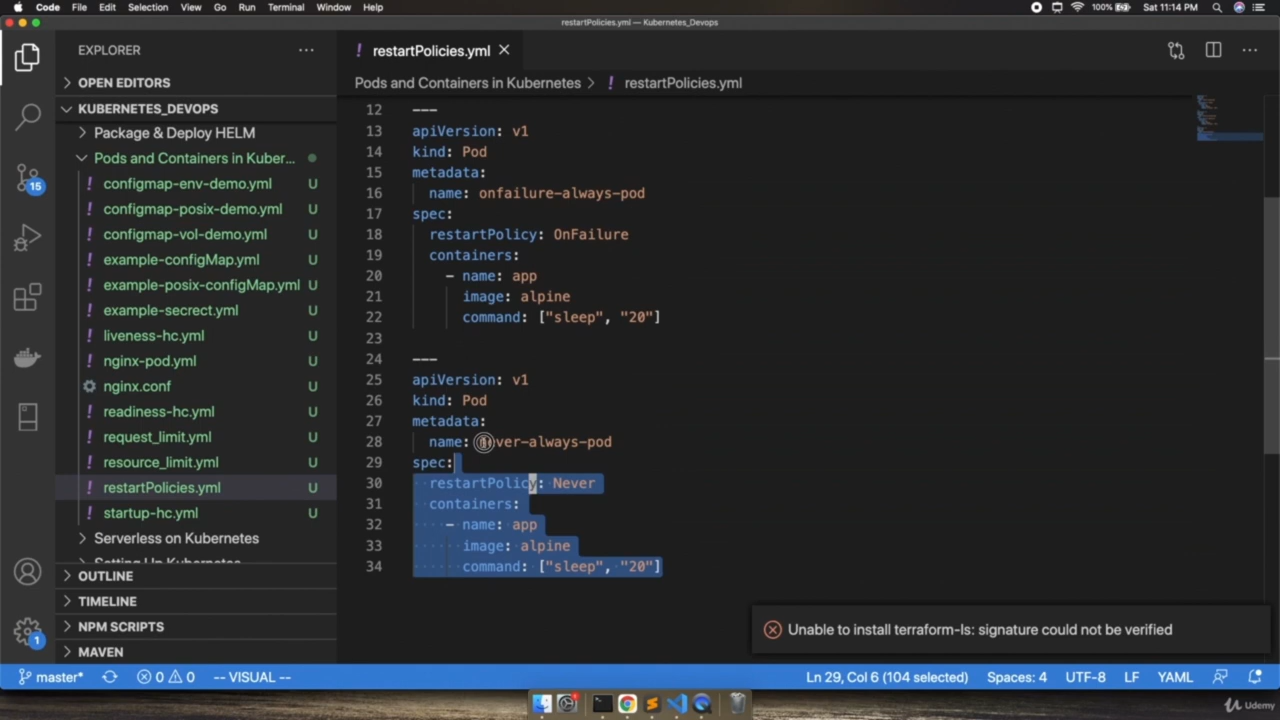 Code File Edit Selection View Go Run Terminal Window Help
100% Sat 11:14 PM
restartPolicies.yml — Kubernetes_Devops
EXPLORER
OPEN EDITORS
KUBERNETES_DEVOPS
Package & Deploy HELM
Pods and Containers in Kuber...
configmap-env-demo.yml U
configmap-posix-demo.yml U
configmap-vol-demo.yml U
example-configMap.yml U
example-posix-configMap.yml U
example-secrect.yml U
liveness-hc.yml U
nginx-pod.yml U
nginx.conf U
readiness-hc.yml U
request_limit.yml U
resource_limit.yml U
restartPolicies.yml U
startup-hc.yml U
Serverless on Kubernetes
Setting Up Kubernetes
OUTLINE
TIMELINE
NPM SCRIPTS
MAVEN
15
1
! restartPolicies.yml
Pods and Containers in Kubernetes > ! restartPolicies.yml
12 ---
13 apiVersion: v1
14 kind: Pod
15 metadata:
16 name: onfailure-always-pod
17 spec:
18 restartPolicy: OnFailure
19 containers:
20 - name: app
21 image: alpine
22 command: ["sleep", "20"]
23
24 ---
25 apiVersion: v1
26 kind: Pod
27 metadata:
28 name: never-always-pod
29 spec:
30 restartPolicy: Never
31 containers:
32 - name: app
33 image: alpine
34 command: ["sleep", "20"]
Unable to install terraform-ls: signature could not be verified
master* 0 0 -- VISUAL -- Ln 29, Col 6 (104 selected) Spaces: 4 UTF-8 LF YAML
Udemy